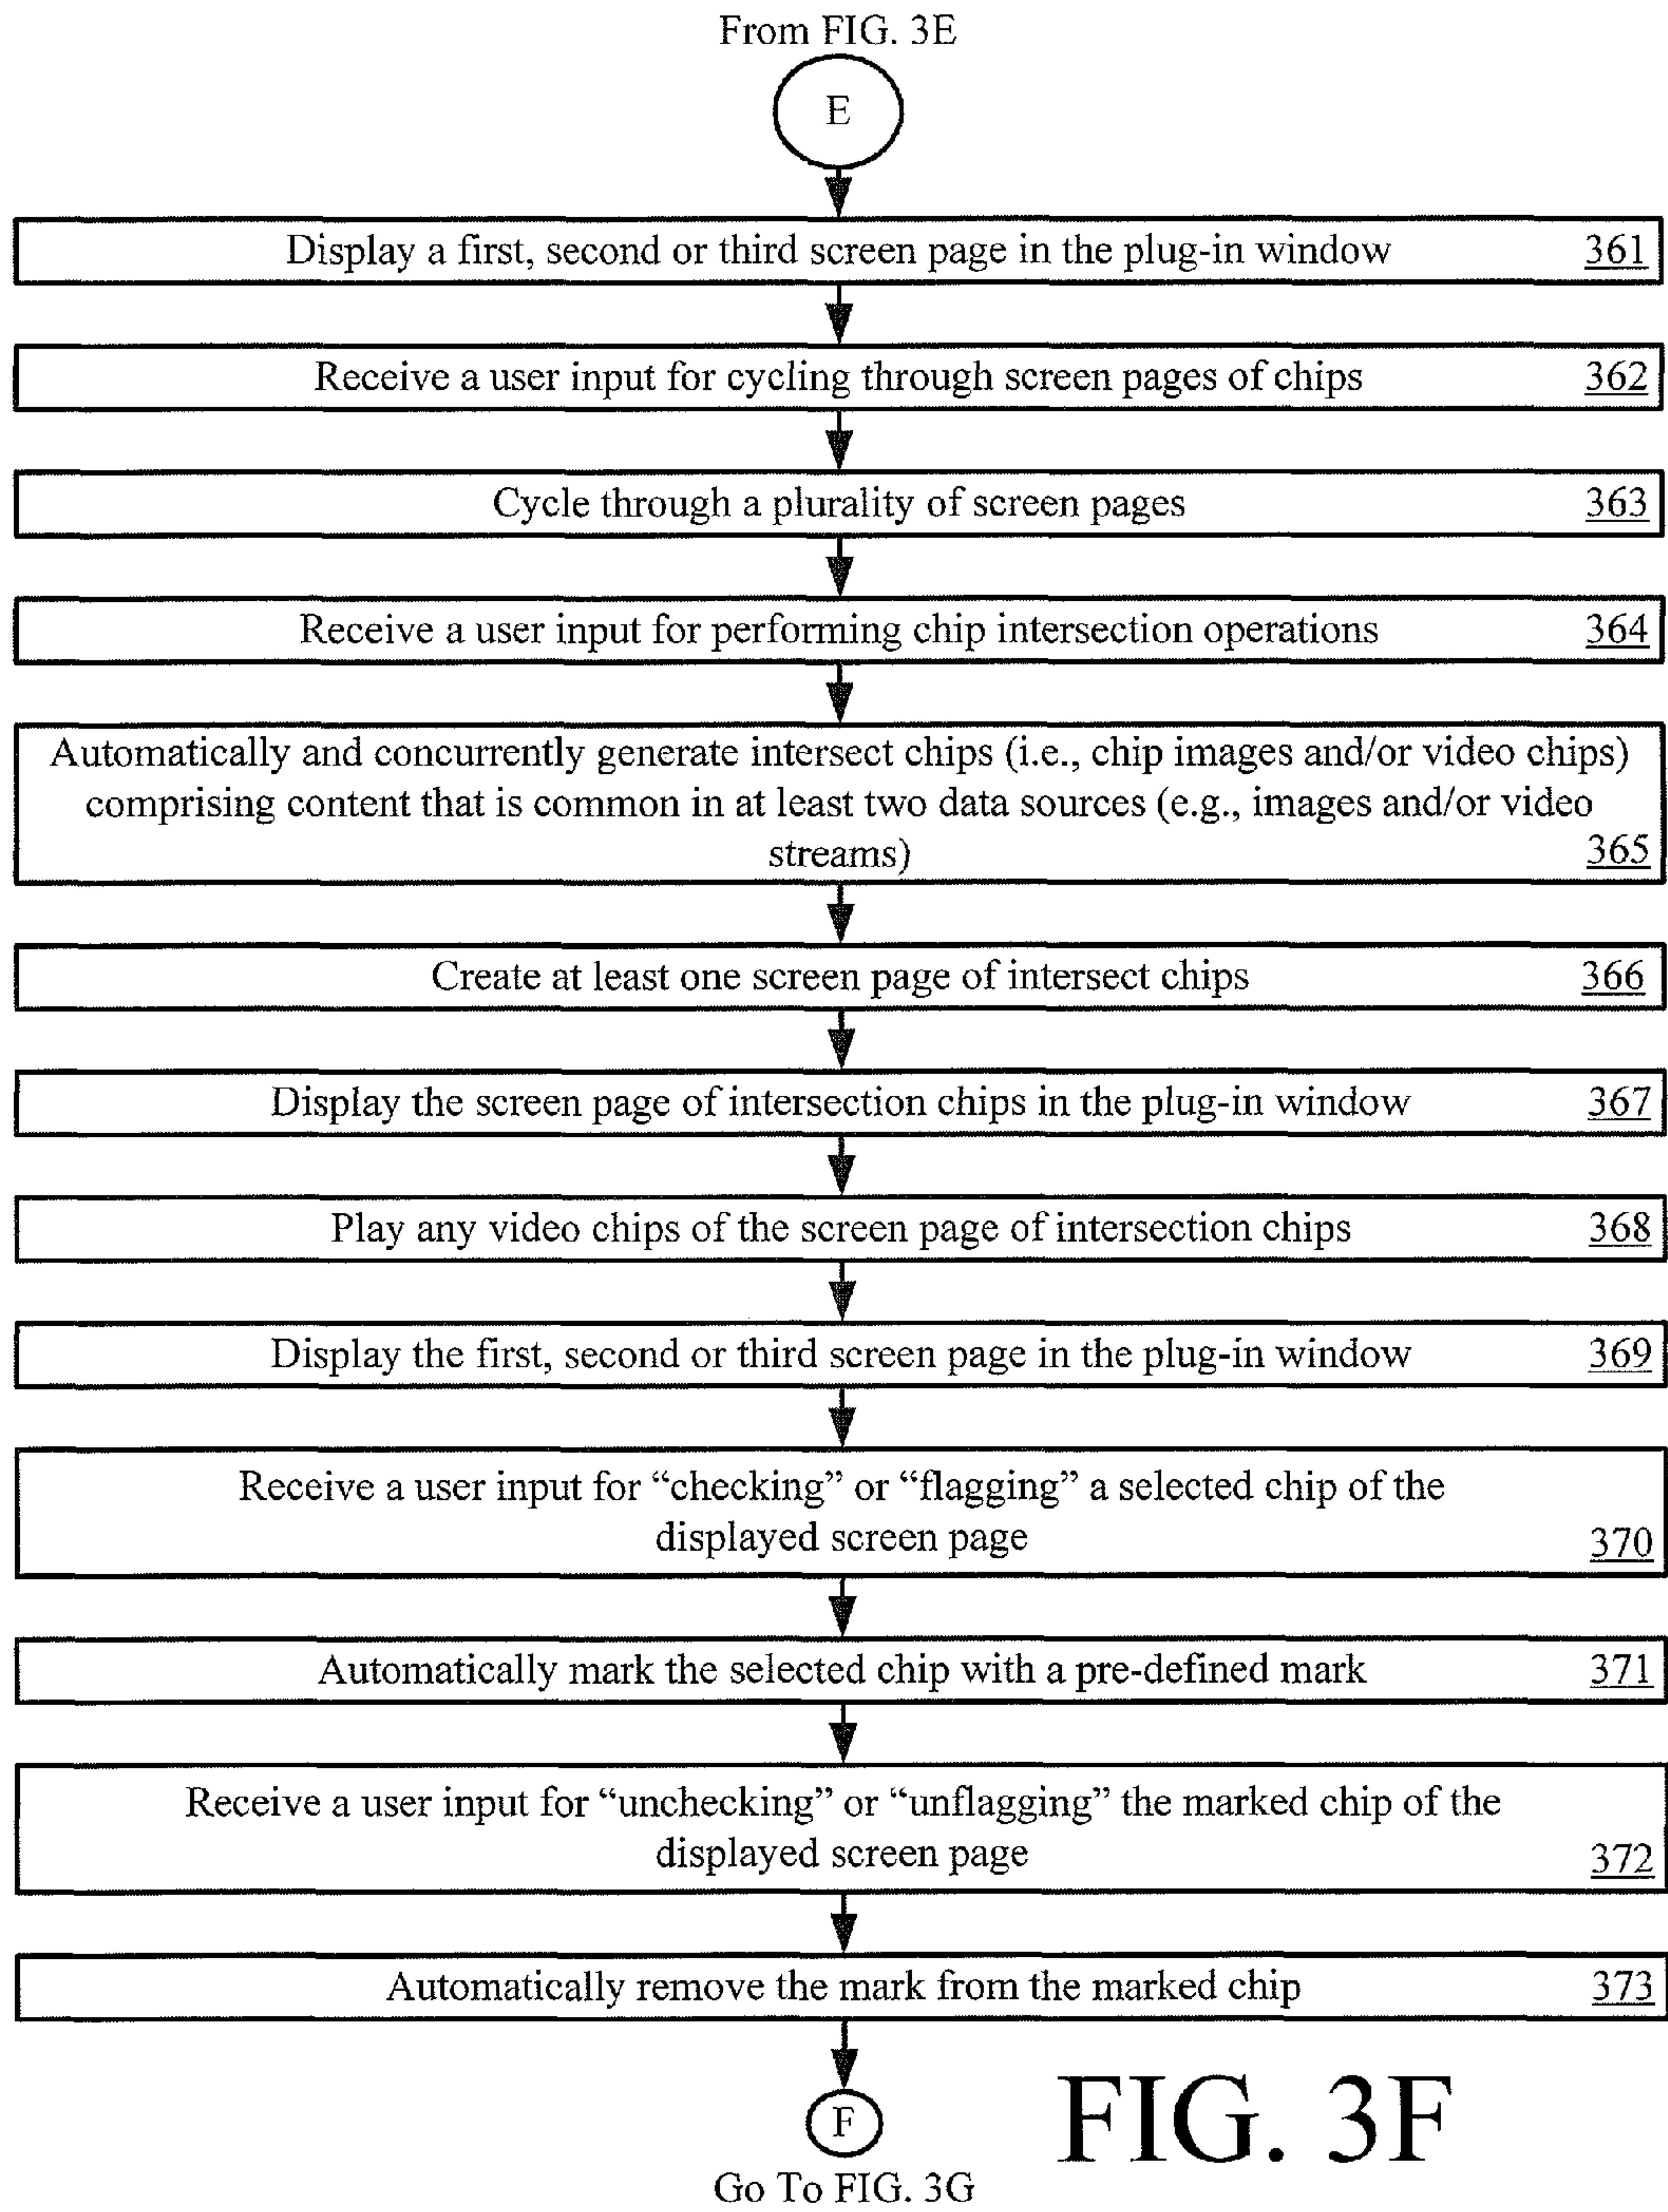 From FIG. 3E
E
Display a first, second or third screen page in the plug-in window 361
Receive a user input for cycling through screen pages of chips 362
Cycle through a plurality of screen pages 363
Receive a user input for performing chip intersection operations 364
Automatically and concurrently generate intersect chips (i.e., chip images and/or video chips)
comprising content that is common in at least two data sources (e.g., images and/or video
streams) 365
Create at least one screen page of intersect chips 366
Display the screen page of intersection chips in the plug-in window 367
Play any video chips of the screen page of intersection chips 368
Display the first, second or third screen page in the plug-in window 369
Receive a user input for “checking” or “flagging” a selected chip of the
displayed screen page 370
Automatically mark the selected chip with a pre-defined mark 371
Receive a user input for “unchecking” or “unflagging” the marked chip of the
displayed screen page 372
Automatically remove the mark from the marked chip 373
F
Go To FIG. 3G
FIG. 3F